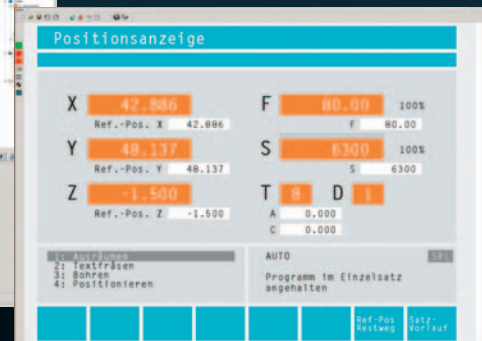 Positionsanzeige
X 42.886 F 80.00 100%
Ref.-Pos. X 42.886 F 80.00
Y 48.137 S 6300 100%
Ref.-Pos. Y 48.137 S 6300
Z -1.500 T 8 D 1
Ref.-Pos. Z -1.500 A 0.000
C 0.000
1: Ausräumen AUTO SBL
2: Textfräsen
3: Bohren Programm im Einzelsatz
4: Positionieren angehalten
Ref-Pos Satz-
Restweg Vorlauf